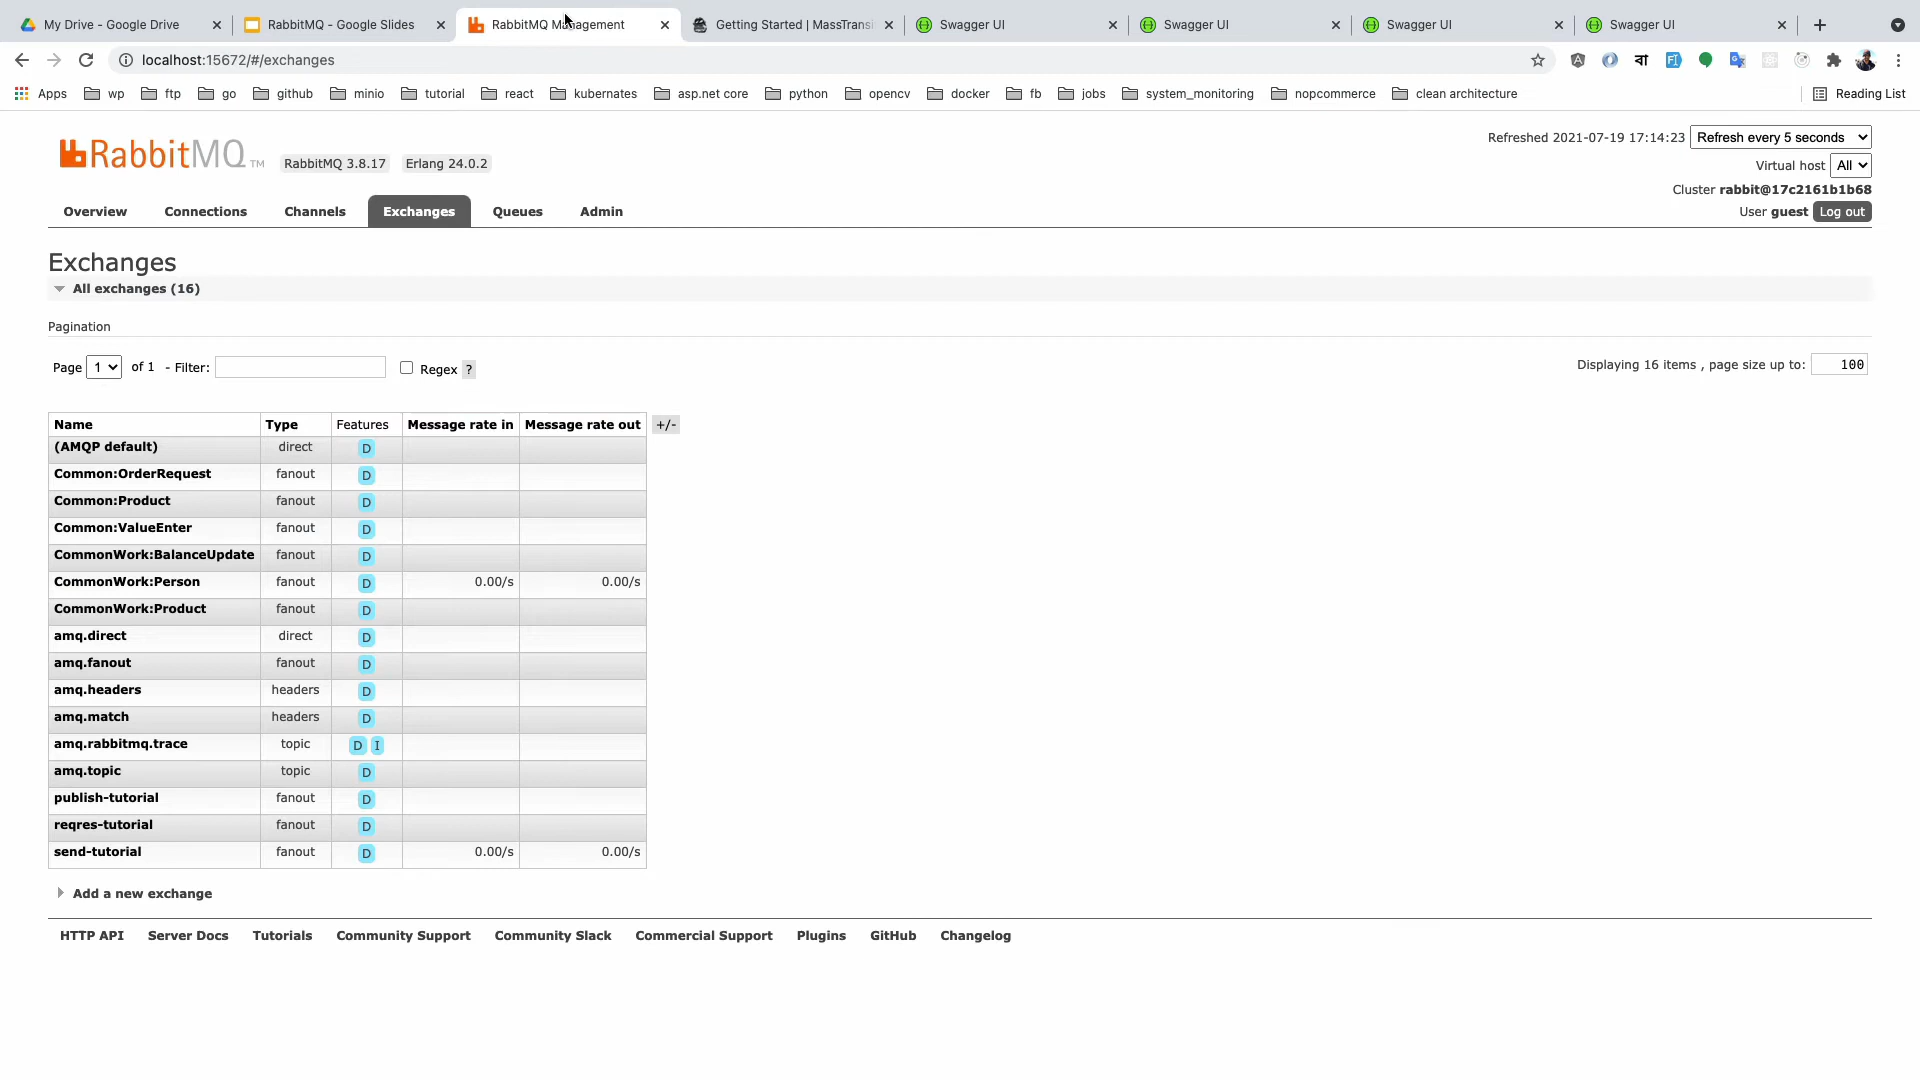 My Drive - Google Drive
RabbitMQ - Google Slides
RabbitMQ Management
Getting Started | MassTransi
Swagger UI
Swagger UI
Swagger UI
Swagger UI
localhost:15672/#/exchanges
Apps wp ftp go github minio tutorial react kubernetes asp.net core python opencv docker fb jobs system_monitoring nopcommerce clean architecture Reading List
RabbitMQ TM RabbitMQ 3.8.17 Erlang 24.0.2
Refreshed 2021-07-19 17:14:23 Refresh every 5 seconds
Virtual host All
Cluster rabbit@17c2161b1b68
User guest Log out
Overview Connections Channels Exchanges Queues Admin
Exchanges
All exchanges (16)
Pagination
Page 1 of 1 - Filter: Regex ? Displaying 16 items , page size up to: 100
Name Type Features Message rate in Message rate out +/-
(AMQP default) direct D
Common:OrderRequest fanout D
Common:Product fanout D
Common:ValueEnter fanout D
CommonWork:BalanceUpdate fanout D
CommonWork:Person fanout D 0.00/s 0.00/s
CommonWork:Product fanout D
amq.direct direct D
amq.fanout fanout D
amq.headers headers D
amq.match headers D
amq.rabbitmq.trace topic D I
amq.topic topic D
publish-tutorial fanout D
reqres-tutorial fanout D
send-tutorial fanout D 0.00/s 0.00/s
Add a new exchange
HTTP API Server Docs Tutorials Community Support Community Slack Commercial Support Plugins GitHub Changelog